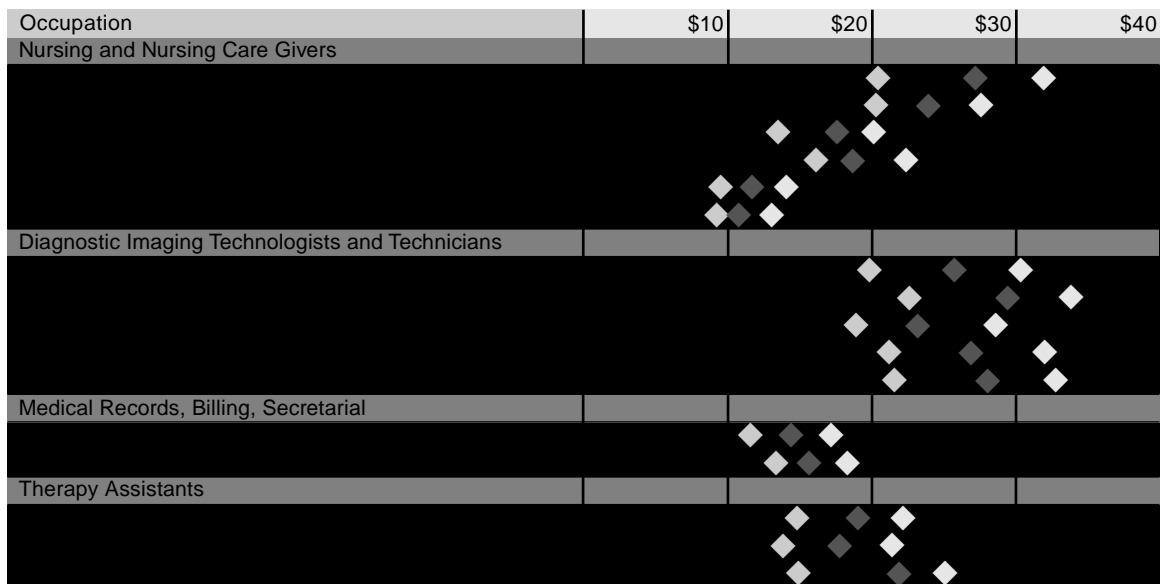 Occupation $10 $20 $30 $40
Nursing and Nursing Care Givers
Diagnostic Imaging Technologists and Technicians
Medical Records, Billing, Secretarial
Therapy Assistants